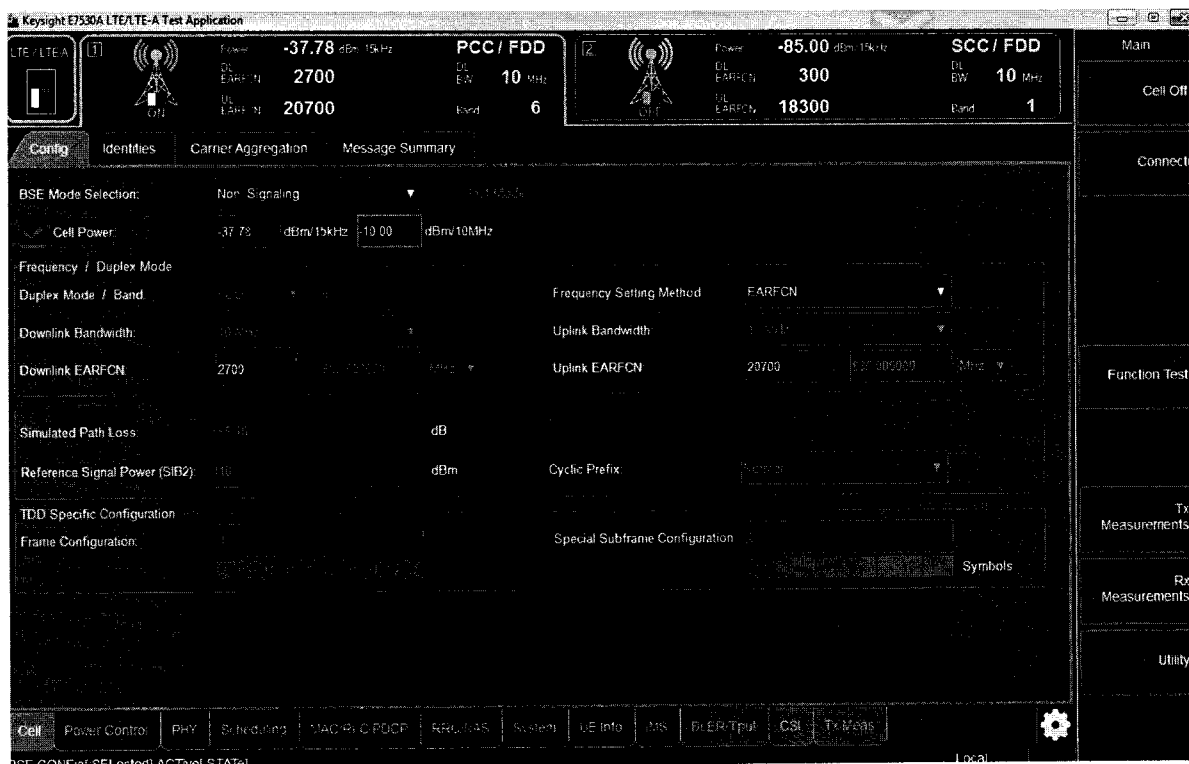 Keysight E7530A LTE/LTE-A Test Application
LTE / LTE-A
1
Power -37.78 dBm/15kHz PCC / FDD
DL EARFCN 2700 DL BW 10 MHz
UL EARFCN 20700 Band 6
ON
2
Power -85.00 dBm/15kHz SCC / FDD
DL EARFCN 300 DL BW 10 MHz
UL EARFCN 18300 Band 1
OFF
Main
Cell Off
Connect
Function Test
Tx
Measurements
Rx
Measurements
Utility
Config Identities Carrier Aggregation Message Summary
BSE Mode Selection: Non Signaling
Cell Power: -37.78 dBm/15kHz -10.00 dBm/10MHz
Frequency / Duplex Mode
Duplex Mode / Band: Frequency Setting Method EARFCN
Downlink Bandwidth: 10 MHz Uplink Bandwidth:
Downlink EARFCN: 2700 MHz Uplink EARFCN: 20700 MHz
Simulated Path Loss: dB
Reference Signal Power (SIB2): dBm Cyclic Prefix: Normal
TDD Specific Configuration
Frame Configuration: Special Subframe Configuration
Symbols
Cell Power Control PHY Scheduling MAC/RLC/PDCP RRC/NAS UE Info BLER/Tput CSI Tx Meas
Local